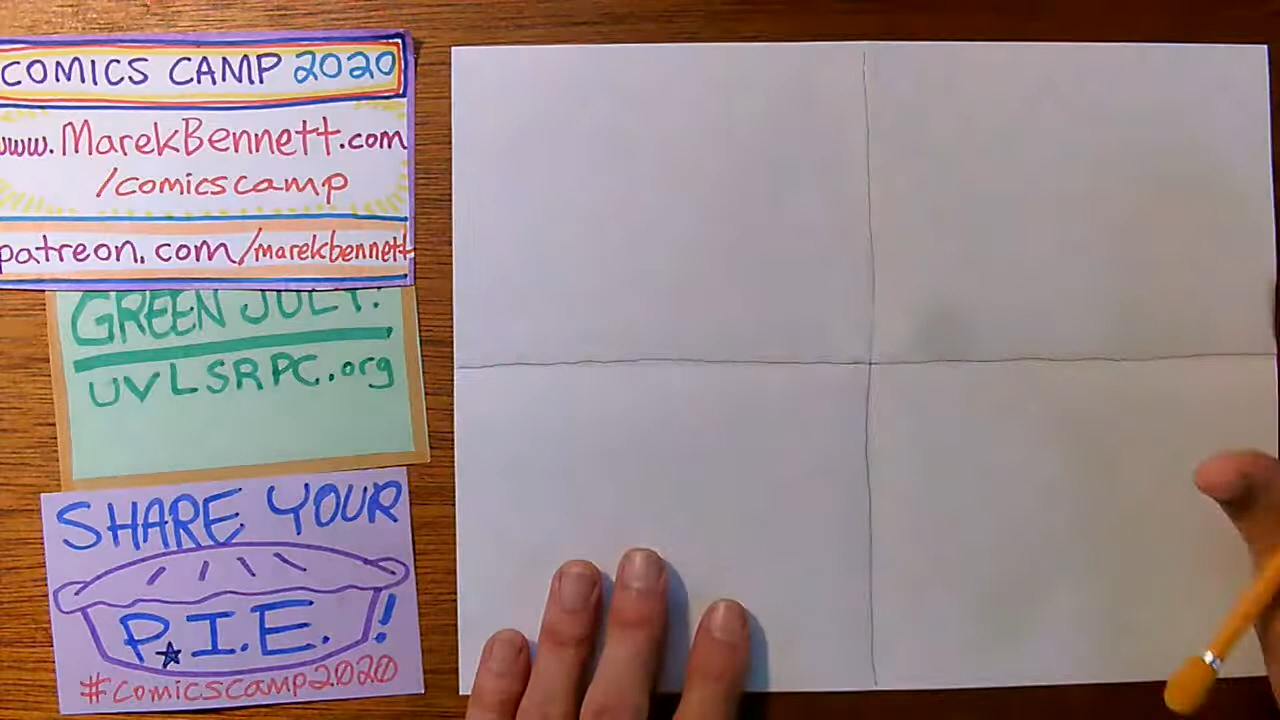 COMICS CAMP 2020
www.MarekBennett.com
/comicscamp
patreon.com/marekbennett
GREEN JULY!
UVLSRPC.org
SHARE YOUR
P.I.E.!
#comicscamp2020